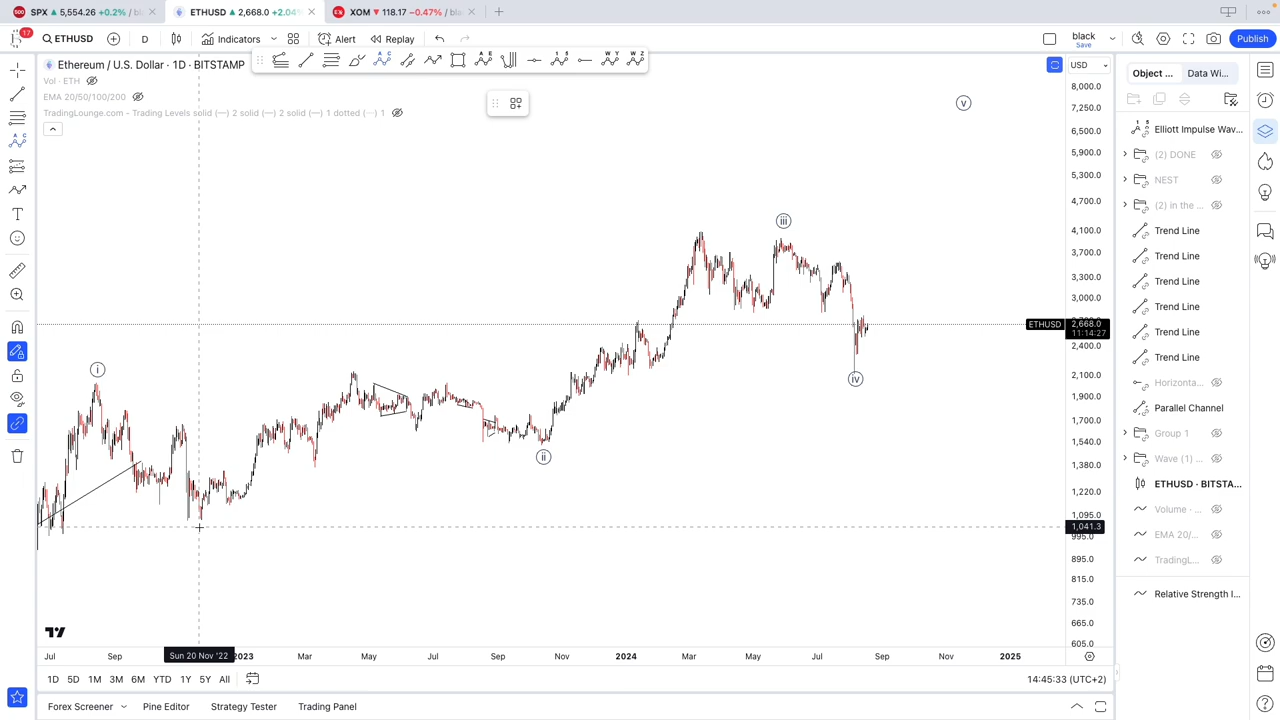 SPX ▲ 5,554.26 +0.2% / bla
ETHUSD ▲ 2,668.0 +2.04%
XOM ▼ 118.17 −0.47% / bla
17
ETHUSD
D
Indicators
Alert
Replay
black
Save
Publish
Ethereum / U.S. Dollar · 1D · BITSTAMP
Vol · ETH
EMA 20/50/100/200
TradingLounge.com - Trading Levels solid (—) 2 solid (—) 2 solid (—) 1 dotted (—) 1
USD
8,000.0
7,250.0
6,500.0
5,900.0
5,300.0
4,700.0
4,100.0
3,700.0
3,300.0
3,000.0
ETHUSD
2,668.0
11:14:27
2,400.0
2,100.0
1,900.0
1,700.0
1,540.0
1,380.0
1,220.0
1,095.0
1,041.3
995.0
895.0
815.0
735.0
665.0
605.0
i
ii
iii
iv
v
Jul
Sep
Sun 20 Nov '22
2023
Mar
May
Jul
Sep
Nov
2024
Mar
May
Jul
Sep
Nov
2025
1D
5D
1M
3M
6M
YTD
1Y
5Y
All
14:45:33 (UTC+2)
Forex Screener
Pine Editor
Strategy Tester
Trading Panel
Object ...
Data Wi...
Elliott Impulse Wav...
(2) DONE
NEST
(2) in the ...
Trend Line
Trend Line
Trend Line
Trend Line
Trend Line
Trend Line
Horizonta...
Parallel Channel
Group 1
Wave (1) ...
ETHUSD · BITSTA...
Volume · ...
EMA 20/...
TradingL...
Relative Strength I...